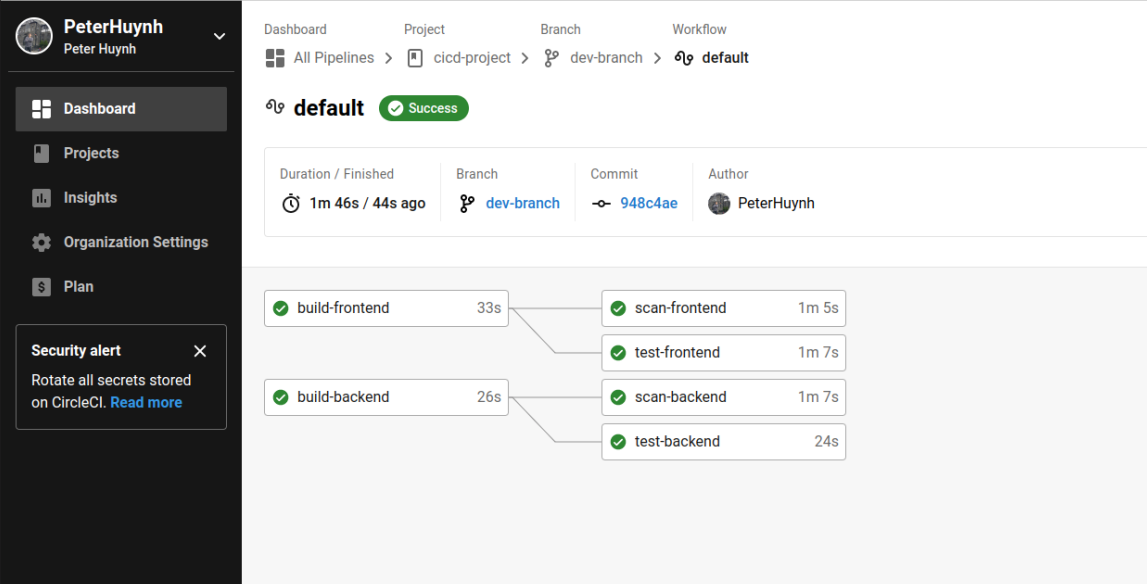 PeterHuynh
Peter Huynh
Dashboard
Projects
Insights
Organization Settings
Plan
Security alert
Rotate all secrets stored
on CircleCI. Read more
Dashboard Project Branch Workflow
All Pipelines cicd-project dev-branch default
default Success
Duration / Finished Branch Commit Author
1m 46s / 44s ago dev-branch 948c4ae PeterHuynh
build-frontend 33s scan-frontend 1m 5s
test-frontend 1m 7s
build-backend 26s scan-backend 1m 7s
test-backend 24s